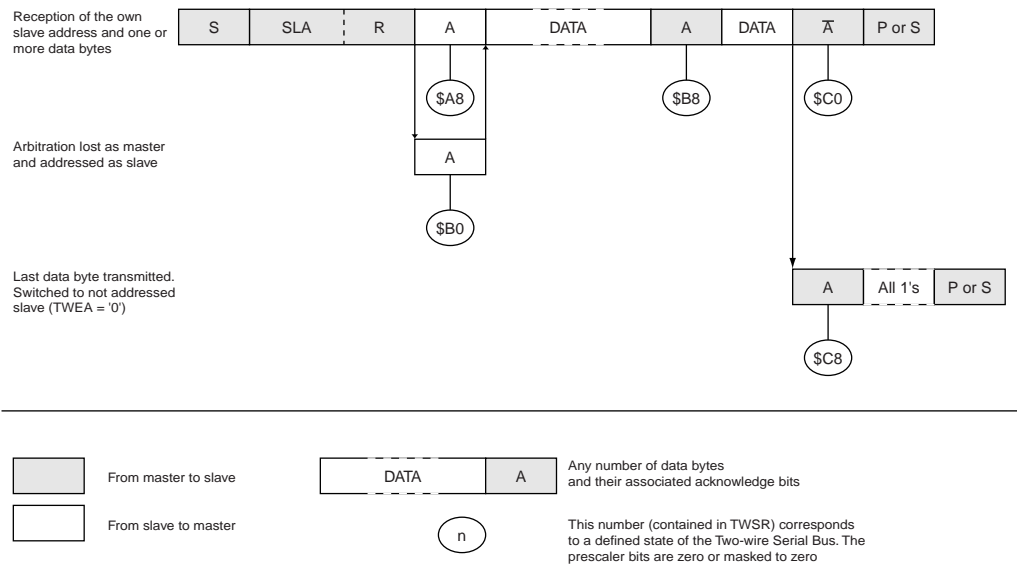 Reception of the own
slave address and one or
more data bytes
S SLA R A DATA A DATA A̅ P or S
$A8 $B8 $C0
Arbitration lost as master
and addressed as slave
A
$B0
Last data byte transmitted.
Switched to not addressed
slave (TWEA = '0')
A All 1's P or S
$C8
From master to slave
DATA A
Any number of data bytes
and their associated acknowledge bits
From slave to master
n
This number (contained in TWSR) corresponds
to a defined state of the Two-wire Serial Bus. The
prescaler bits are zero or masked to zero